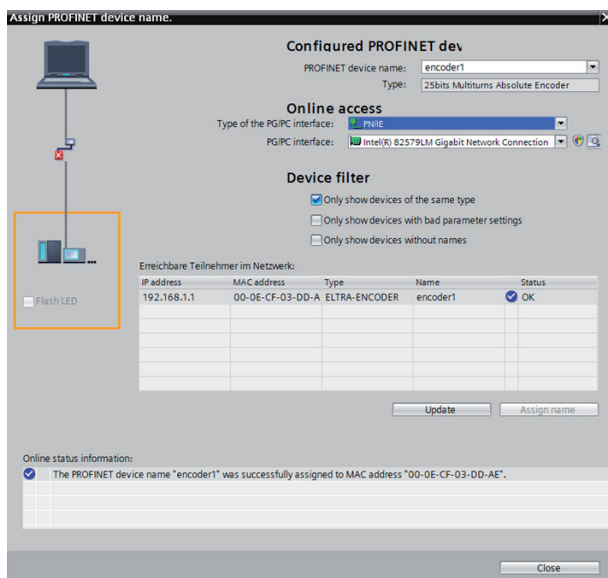 Assign PROFINET device name.
Configured PROFINET dev
PROFINET device name: encoder1
Type: 25bits Multiturns Absolute Encoder
Online access
Type of the PG/PC interface: PN/IE
PG/PC interface: Intel(R) 82579LM Gigabit Network Connection
Device filter
Only show devices of the same type
Only show devices with bad parameter settings
Only show devices without names
Erreichbare Teilnehmer im Netzwerk:
IP address MAC address Type Name Status
192.168.1.1 00-0E-CF-03-DD-A ELTRA-ENCODER encoder1 OK
Flash LED
Update Assign name
Online status information:
The PROFINET device name "encoder1" was successfully assigned to MAC address "00-0E-CF-03-DD-AE".
Close